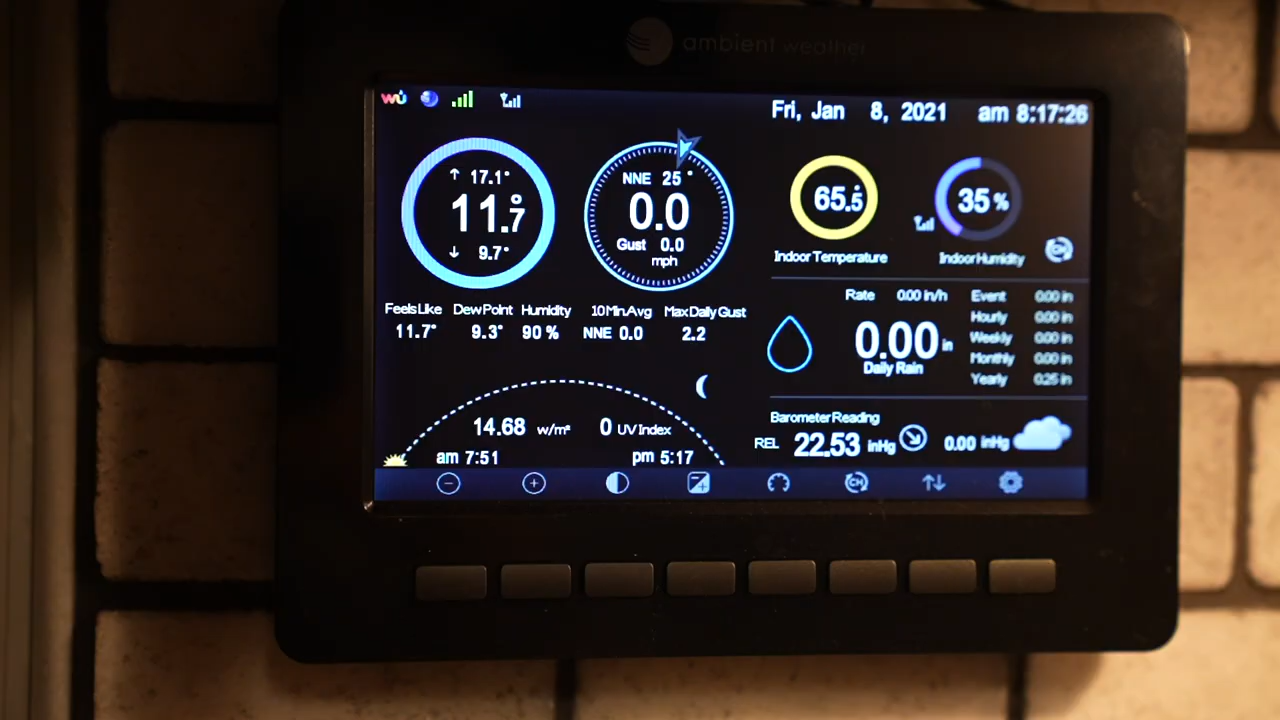 ambient weather
wu
Fri, Jan 8, 2021 am 8:17:26
↑ 17.1°
11.7°
↓ 9.7°
NNE 25 °
0.0
Gust 0.0
mph
65.5°
Indoor Temperature
35 %
Indoor Humidity
CH
Feels Like Dew Point Humidity
11.7° 9.3° 90 %
10 Min.Avg Max Daily Gust
NNE 0.0 2.2
Rate 0.00 in/h
0.00 in
Daily Rain
Event 0.00 in
Hourly 0.00 in
Weekly 0.00 in
Monthly 0.00 in
Yearly 0.25 in
14.68 w/m² 0 UV Index
am 7:51 pm 5:17
Barometer Reading
REL 22.53 inHg 0.00 inHg
CH